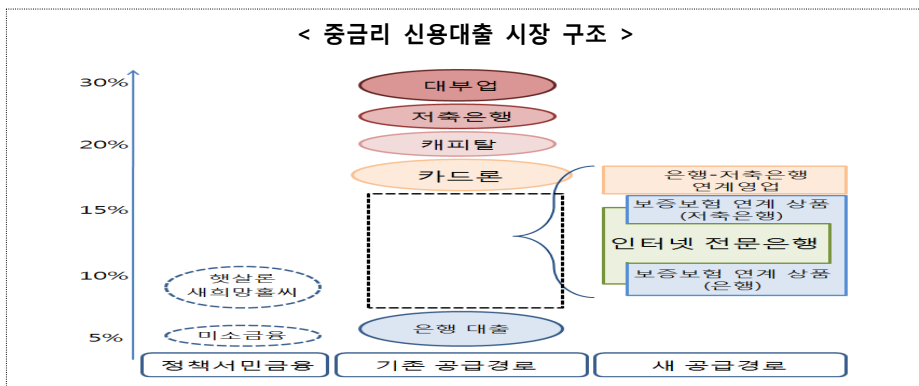 < 중금리 신용대출 시장 구조 >
30%
대부업
저축은행
20%
캐피탈
카드론
은행-저축은행
연계영업
15%
보증보험 연계 상품
(저축은행)
인터넷 전문은행
10%
햇살론
새희망홀씨
보증보험 연계 상품
(은행)
5%
미소금융
은행 대출
정책서민금융
기존 공급경로
새 공급경로